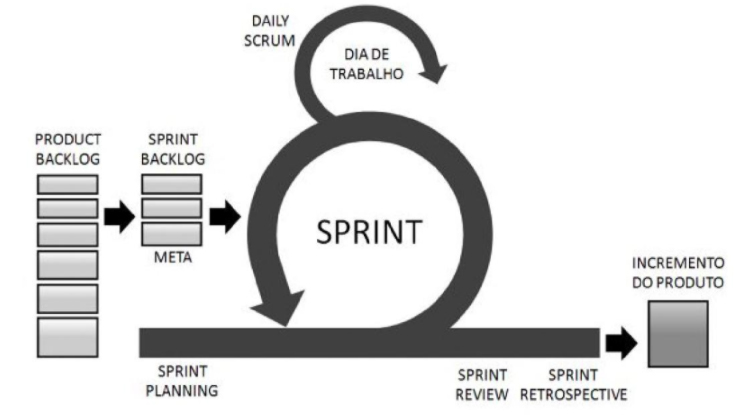 DAILY
SCRUM
DIA DE
TRABALHO
PRODUCT
BACKLOG
SPRINT
BACKLOG
META
SPRINT
INCREMENTO
DO PRODUTO
SPRINT
PLANNING
SPRINT
REVIEW
SPRINT
RETROSPECTIVE